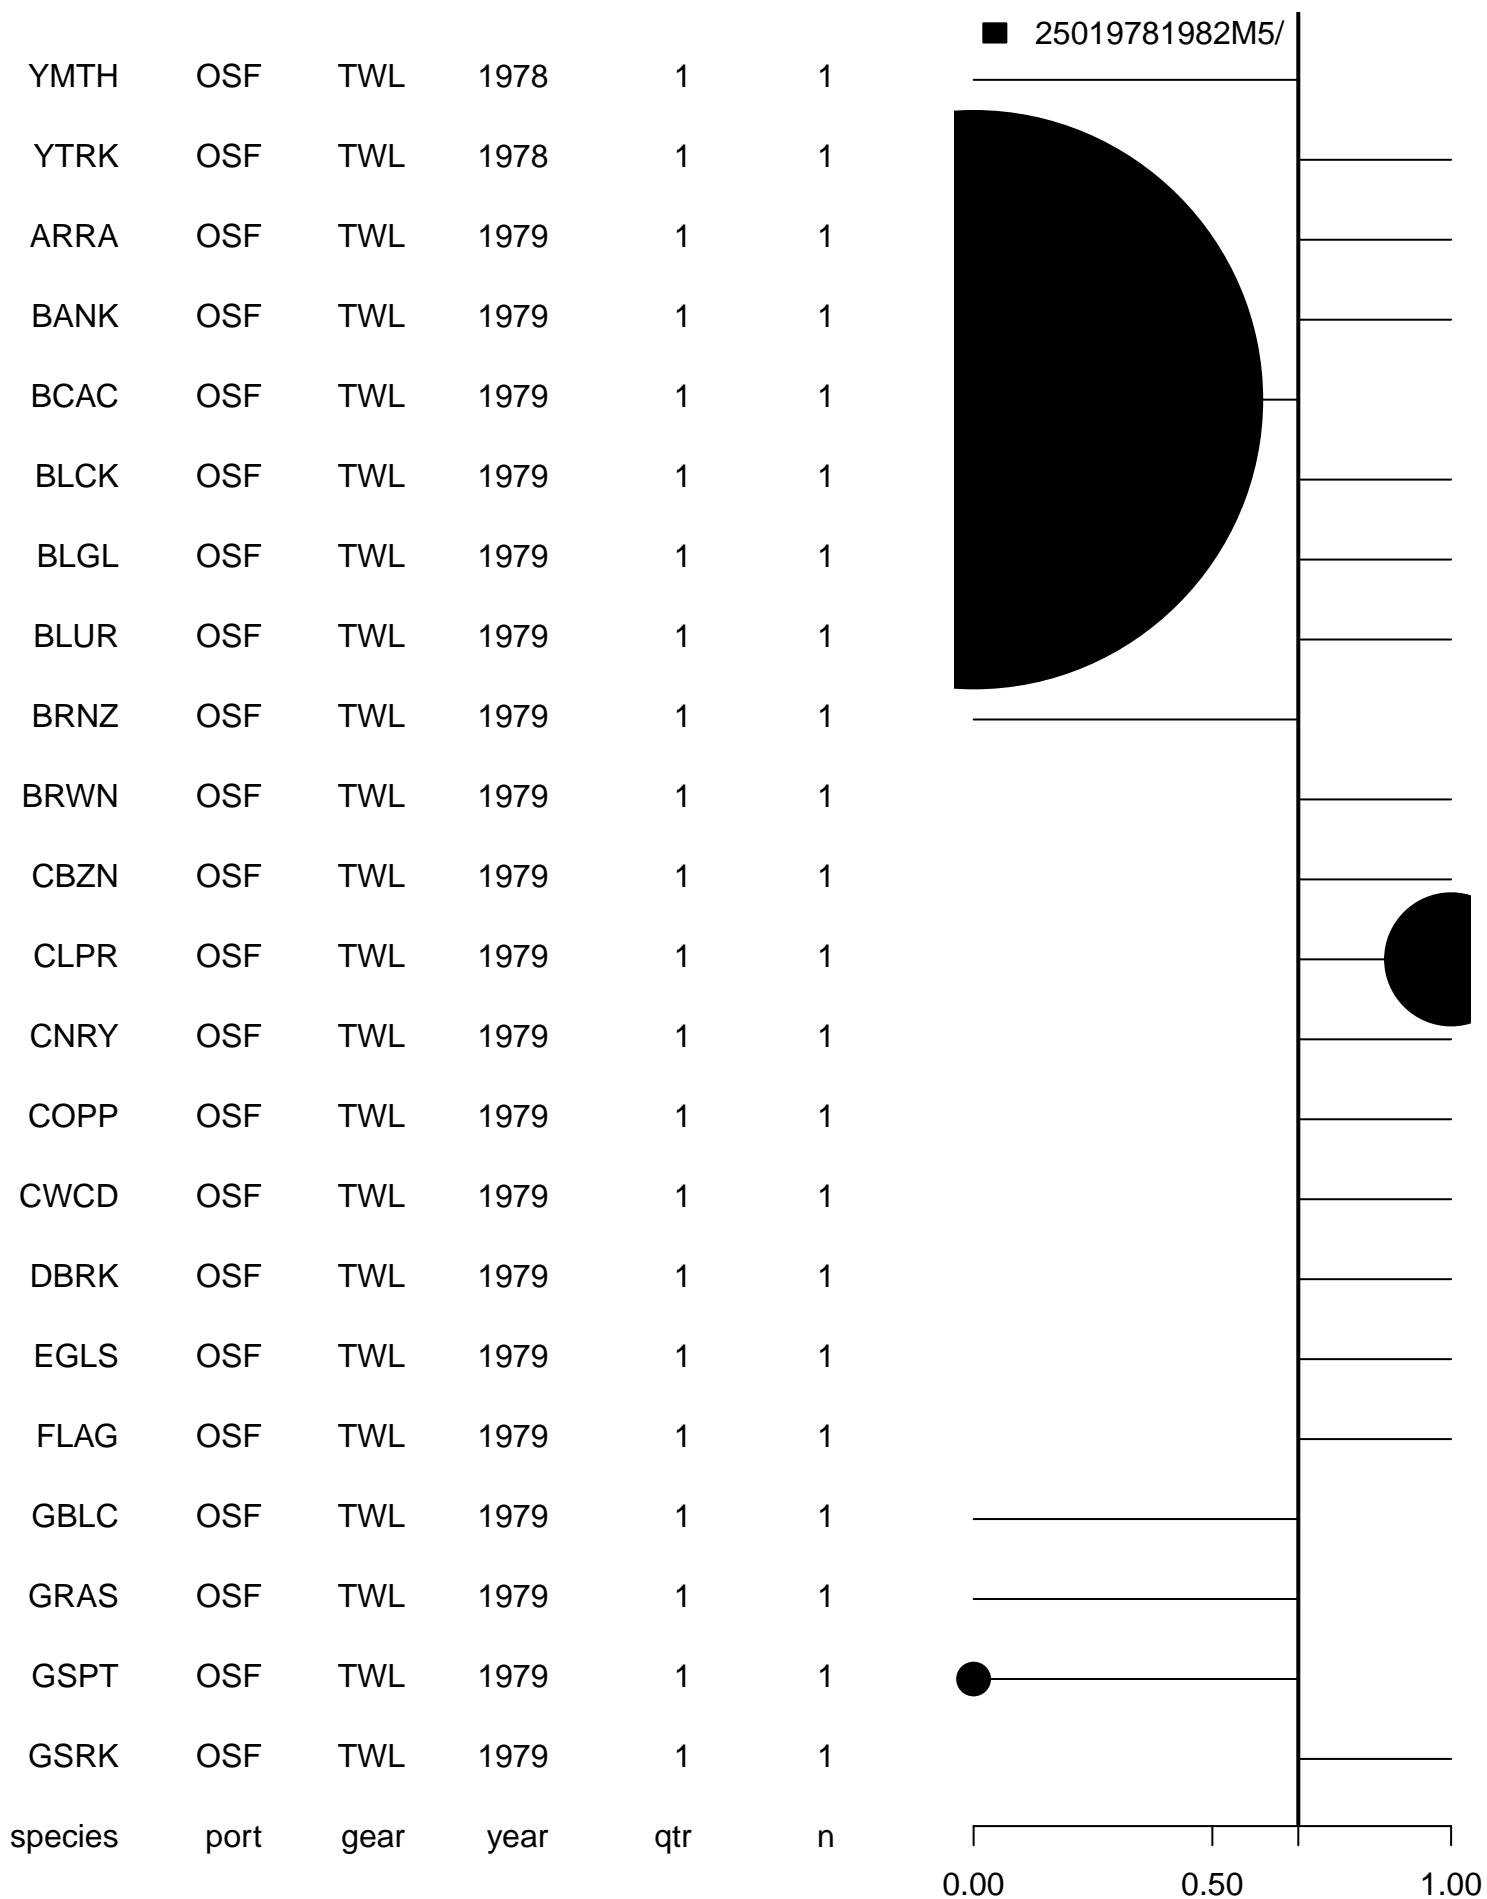 25019781982M5/
YMTH OSF TWL 1978 1 1
YTRK OSF TWL 1978 1 1
ARRA OSF TWL 1979 1 1
BANK OSF TWL 1979 1 1
BCAC OSF TWL 1979 1 1
BLCK OSF TWL 1979 1 1
BLGL OSF TWL 1979 1 1
BLUR OSF TWL 1979 1 1
BRNZ OSF TWL 1979 1 1
BRWN OSF TWL 1979 1 1
CBZN OSF TWL 1979 1 1
CLPR OSF TWL 1979 1 1
CNRY OSF TWL 1979 1 1
COPP OSF TWL 1979 1 1
CWCD OSF TWL 1979 1 1
DBRK OSF TWL 1979 1 1
EGLS OSF TWL 1979 1 1
FLAG OSF TWL 1979 1 1
GBLC OSF TWL 1979 1 1
GRAS OSF TWL 1979 1 1
GSPT OSF TWL 1979 1 1
GSRK OSF TWL 1979 1 1
species port gear year qtr n
0.00 0.50 1.00